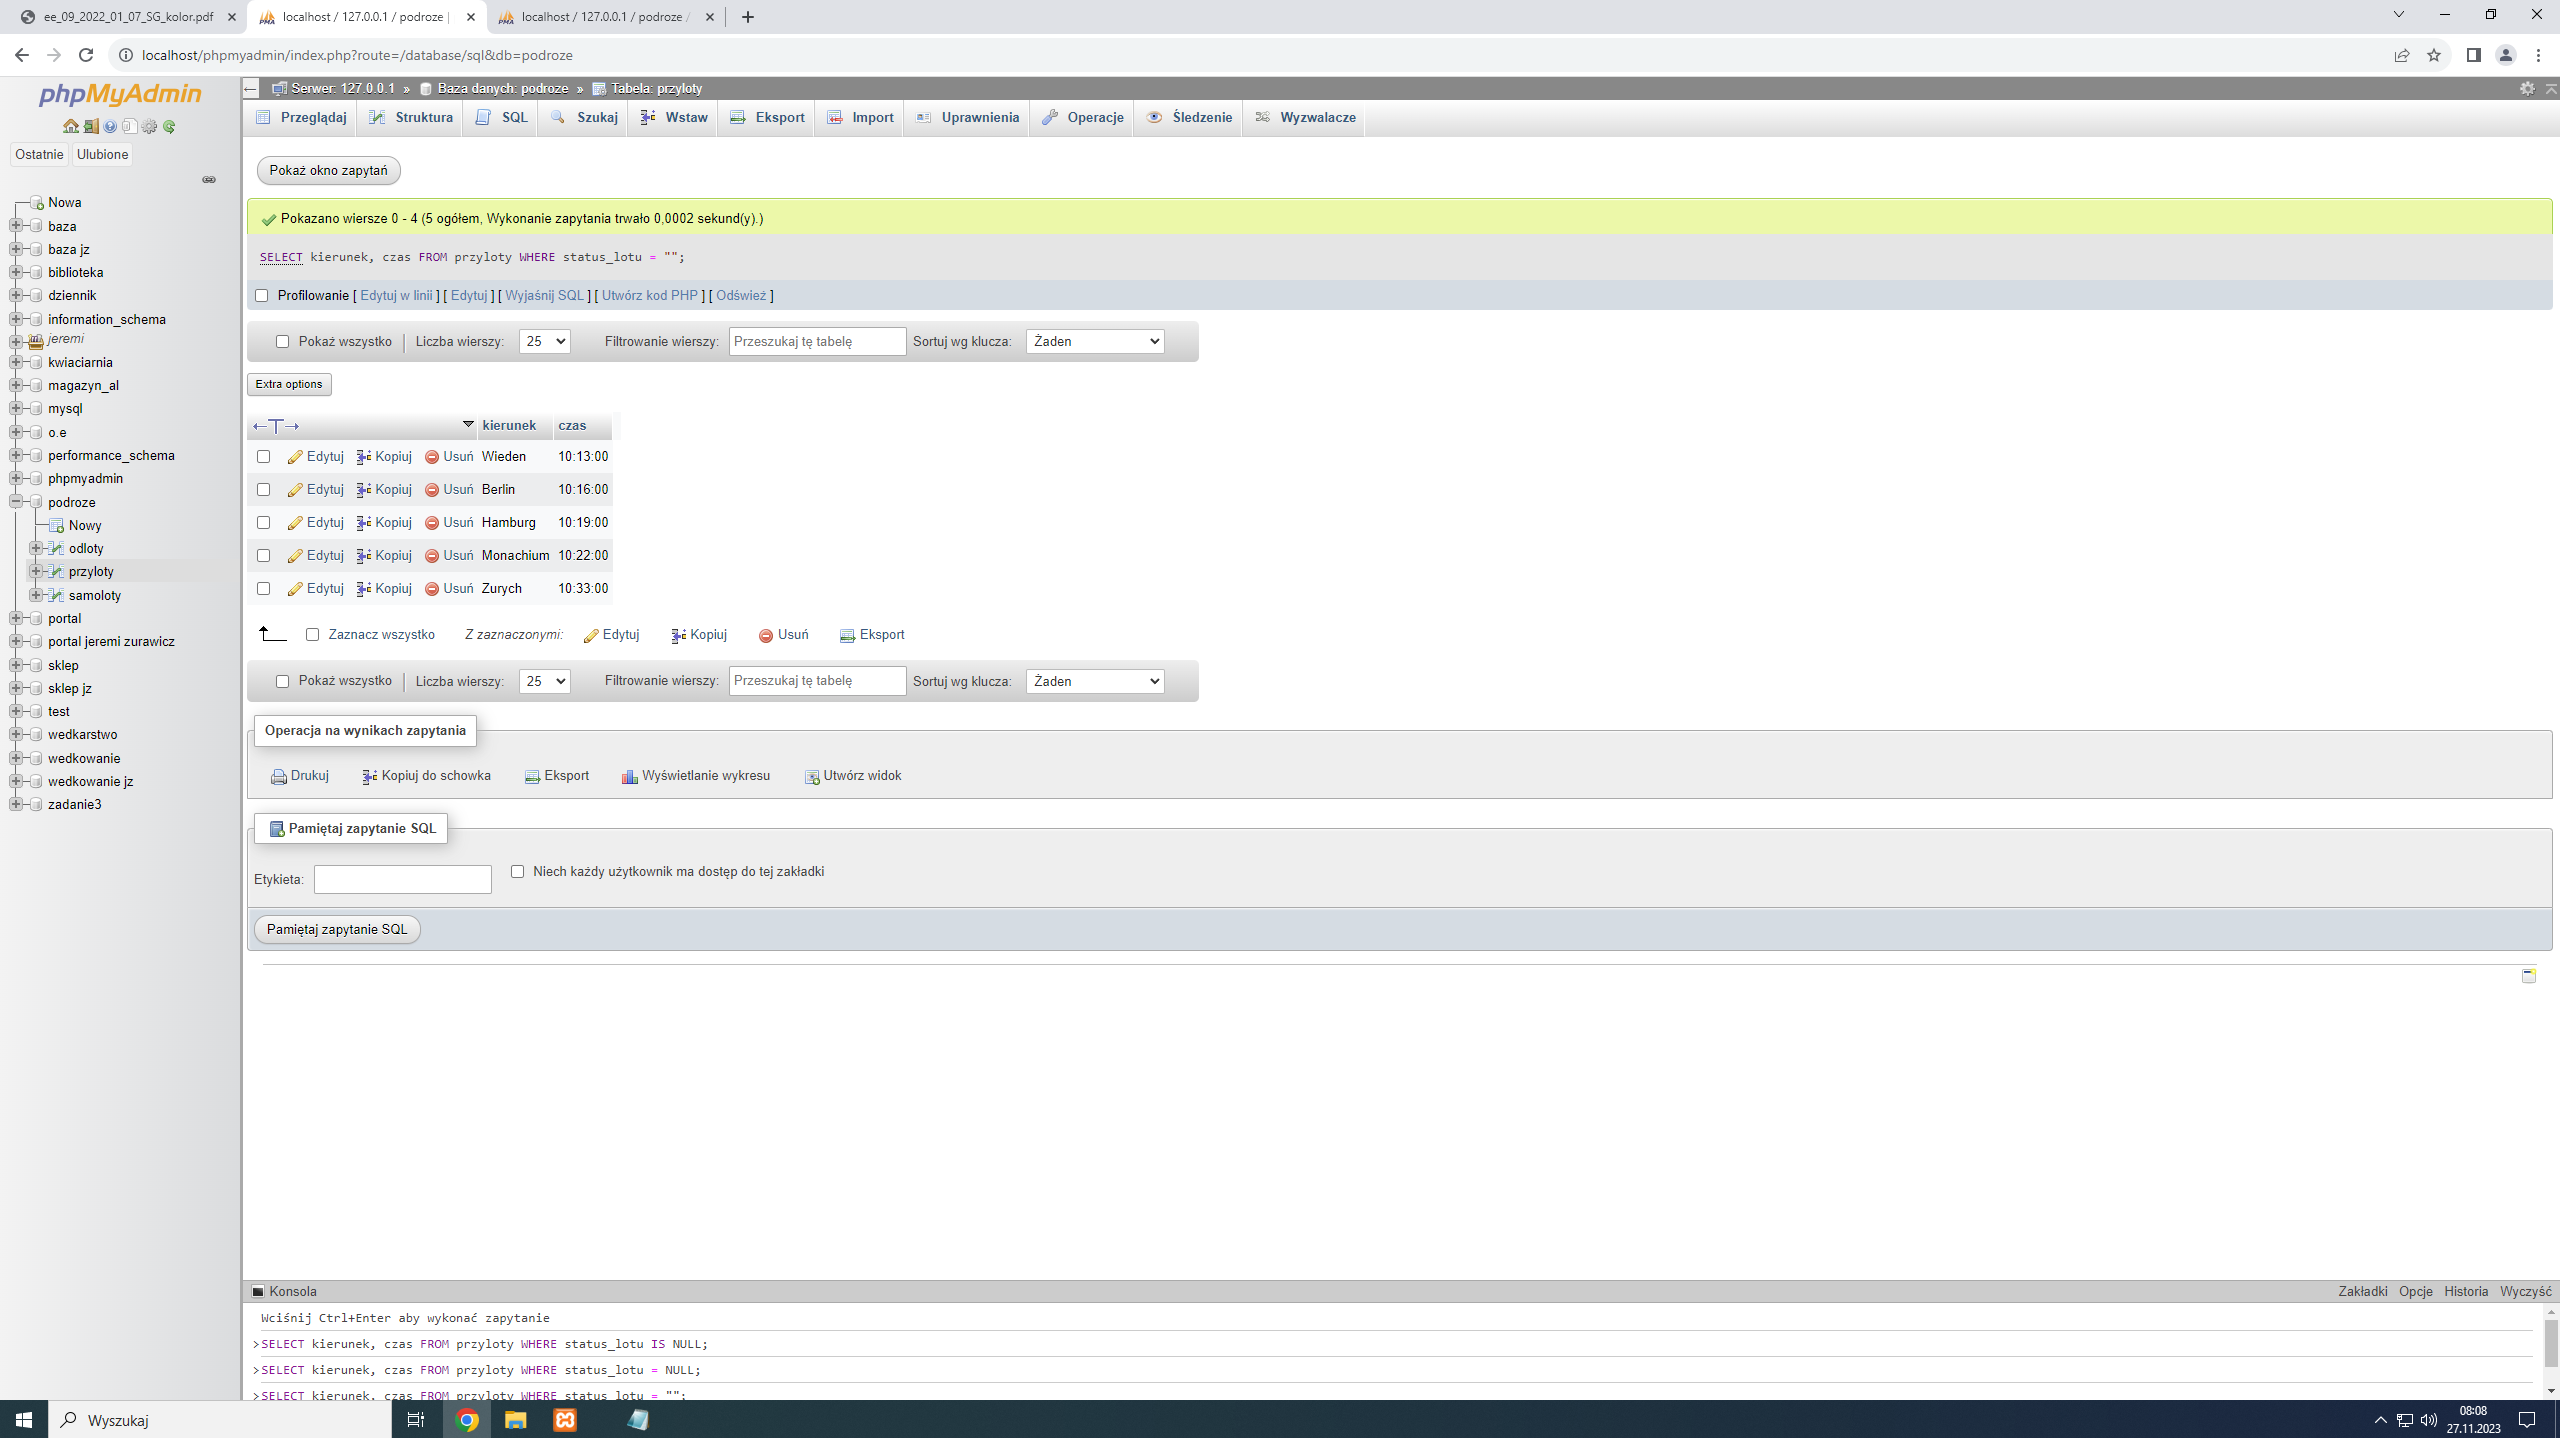 ee_09_2022_01_07_SG_kolor.pdf
localhost / 127.0.0.1 / podroze |
localhost / 127.0.0.1 / podroze /
localhost/phpmyadmin/index.php?route=/database/sql&db=podroze
phpMyAdmin
Ostatnie Ulubione
Nowa
baza
baza jz
biblioteka
dziennik
information_schema
jeremi
kwiaciarnia
magazyn_al
mysql
o.e
performance_schema
phpmyadmin
podroze
Nowy
odloty
przyloty
samoloty
portal
portal jeremi zurawicz
sklep
sklep jz
test
wedkarstwo
wedkowanie
wedkowanie jz
zadanie3
Serwer: 127.0.0.1 » Baza danych: podroze » Tabela: przyloty
Przeglądaj Struktura SQL Szukaj Wstaw Eksport Import Uprawnienia Operacje Śledzenie Wyzwalacze
Pokaż okno zapytań
Pokazano wiersze 0 - 4 (5 ogółem, Wykonanie zapytania trwało 0,0002 sekund(y).)
SELECT kierunek, czas FROM przyloty WHERE status_lotu = "";
Profilowanie [ Edytuj w linii ] [ Edytuj ] [ Wyjaśnij SQL ] [ Utwórz kod PHP ] [ Odśwież ]
Pokaż wszystko Liczba wierszy: 25 Filtrowanie wierszy: Przeszukaj tę tabelę Sortuj wg klucza: Żaden
Extra options
←T→ kierunek czas
Edytuj Kopiuj Usuń Wieden 10:13:00
Edytuj Kopiuj Usuń Berlin 10:16:00
Edytuj Kopiuj Usuń Hamburg 10:19:00
Edytuj Kopiuj Usuń Monachium 10:22:00
Edytuj Kopiuj Usuń Zurych 10:33:00
Zaznacz wszystko Z zaznaczonymi: Edytuj Kopiuj Usuń Eksport
Pokaż wszystko Liczba wierszy: 25 Filtrowanie wierszy: Przeszukaj tę tabelę Sortuj wg klucza: Żaden
Operacja na wynikach zapytania
Drukuj Kopiuj do schowka Eksport Wyświetlanie wykresu Utwórz widok
Pamiętaj zapytanie SQL
Etykieta: Niech każdy użytkownik ma dostęp do tej zakładki
Pamiętaj zapytanie SQL
Konsola Zakładki Opcje Historia Wyczyść
Wciśnij Ctrl+Enter aby wykonać zapytanie
>SELECT kierunek, czas FROM przyloty WHERE status_lotu IS NULL;
>SELECT kierunek, czas FROM przyloty WHERE status_lotu = NULL;
>SELECT kierunek, czas FROM przyloty WHERE status_lotu = "";
Wyszukaj
08:08
27.11.2023